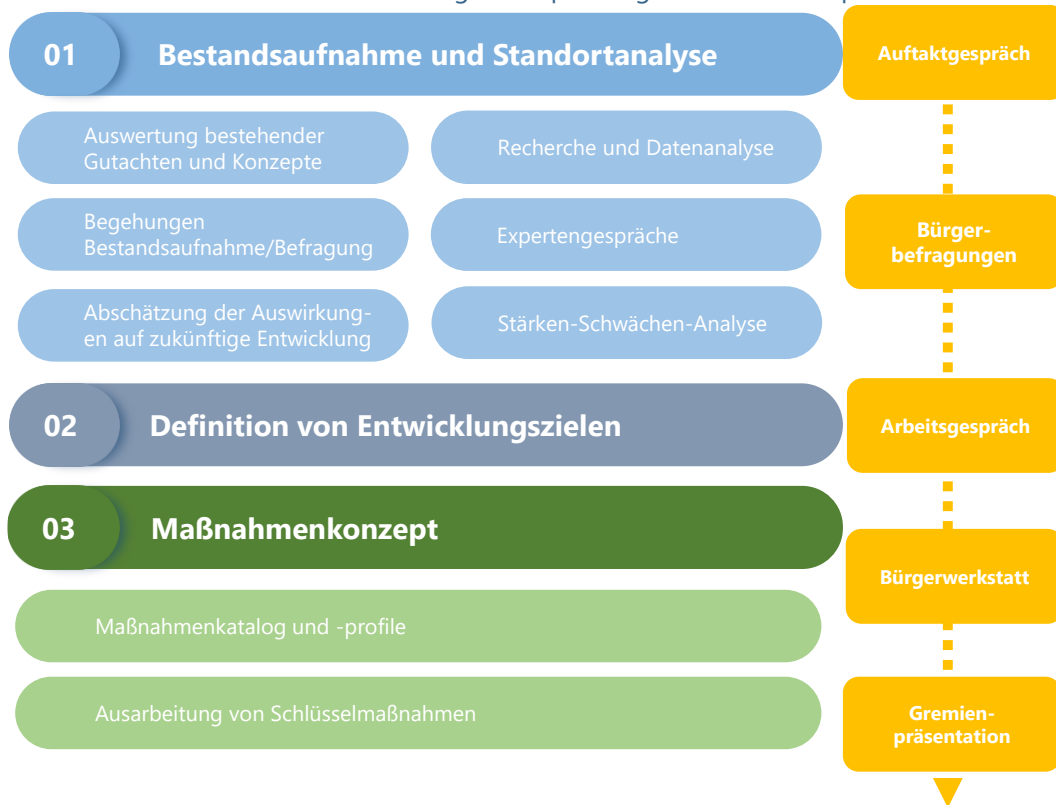 01
Bestandsaufnahme und Standortanalyse
Auftaktgespräch
Auswertung bestehender
Gutachten und Konzepte
Recherche und Datenanalyse
Begehungen
Bestandsaufnahme/Befragung
Expertengespräche
Bürger-
befragungen
Abschätzung der Auswirkung-
en auf zukünftige Entwicklung
Stärken-Schwächen-Analyse
02
Definition von Entwicklungszielen
Arbeitsgespräch
03
Maßnahmenkonzept
Bürgerwerkstatt
Maßnahmenkatalog und -profile
Ausarbeitung von Schlüsselmaßnahmen
Gremien-
präsentation